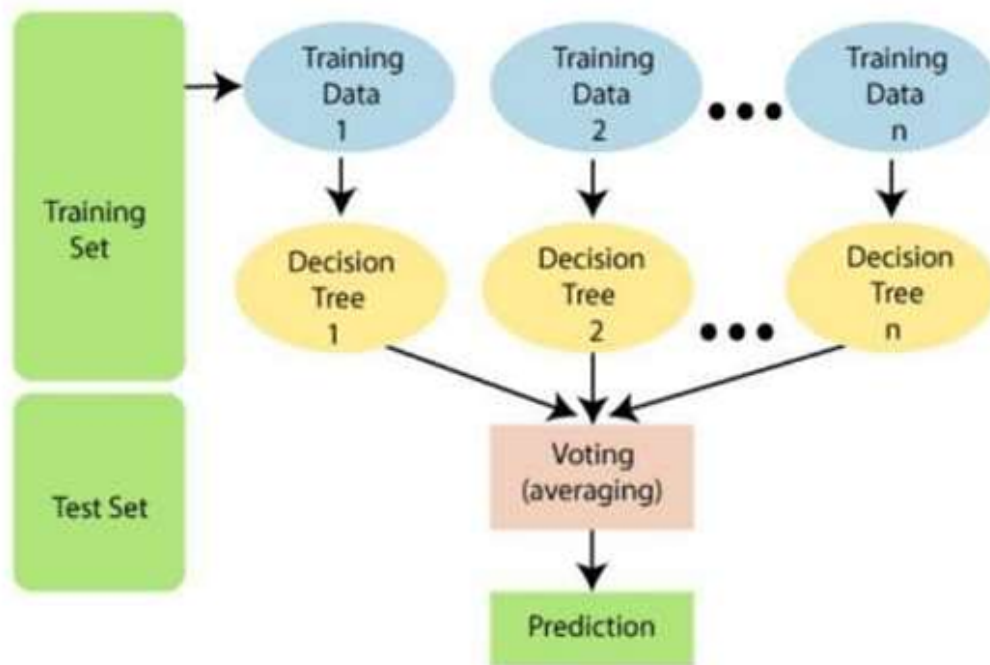 Training
Set
Test Set
Training
Data
1
Training
Data
2
Training
Data
n
Decision
Tree
1
Decision
Tree
2
Decision
Tree
n
Voting
(averaging)
Prediction